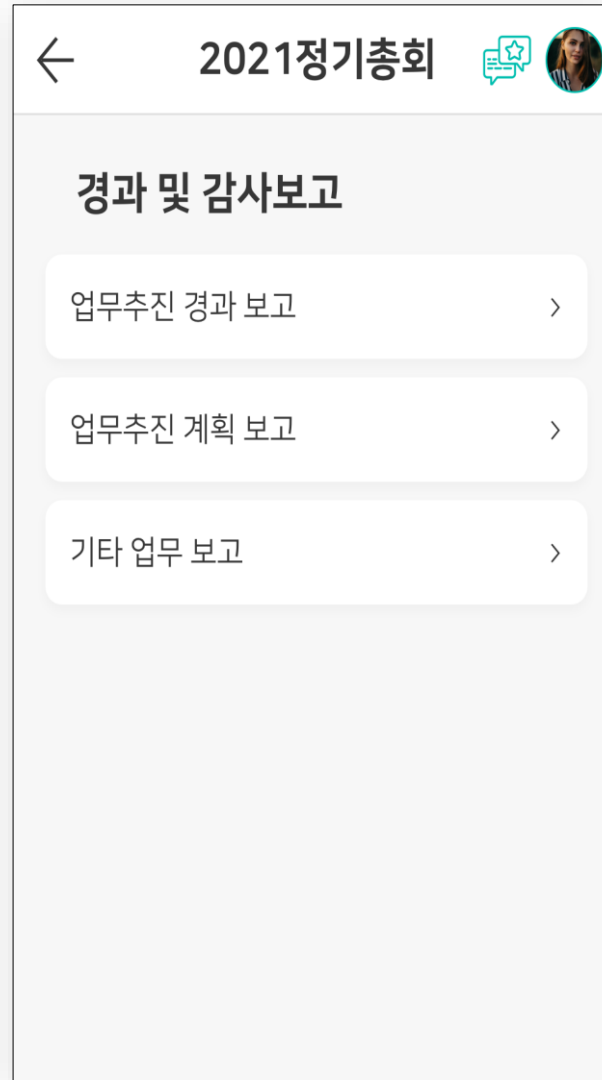 2021정기총회
경과 및 감사보고
업무추진 경과 보고
업무추진 계획 보고
기타 업무 보고